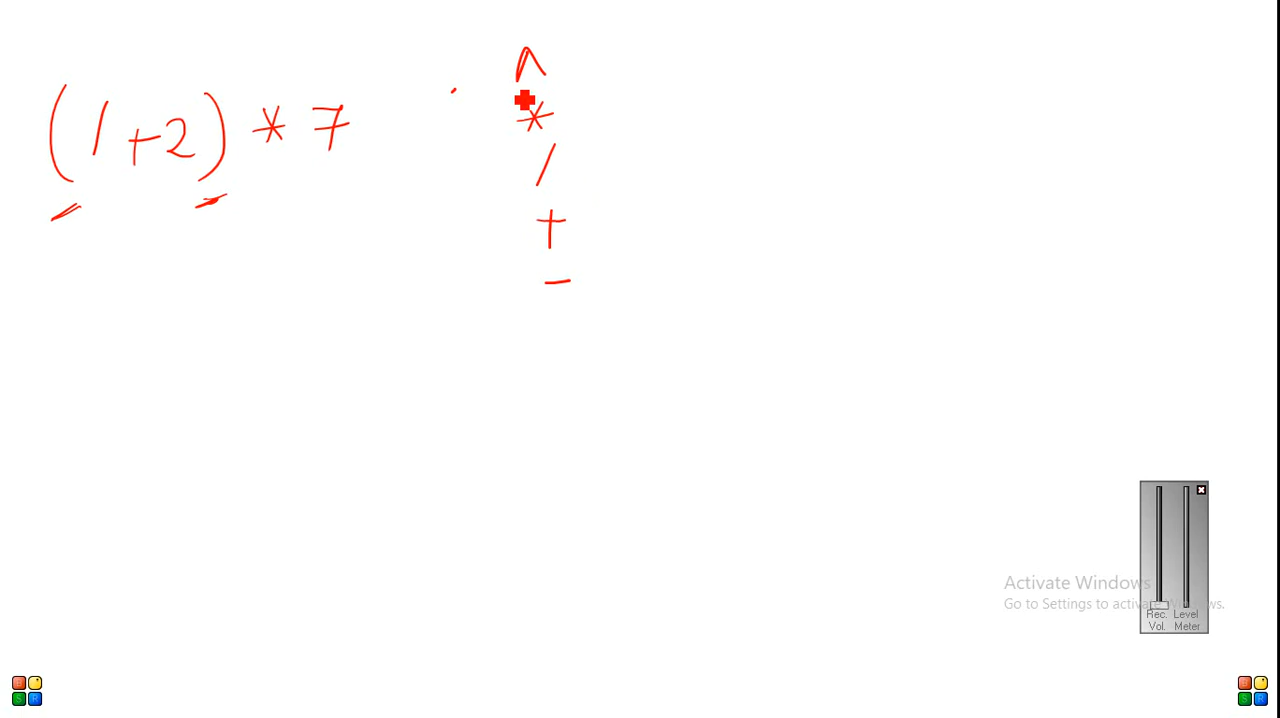 (1+2) * 7
^
*
/
+
-
Activate Windows
Go to Settings to activate Windows.
Rec. Vol.
Level Meter